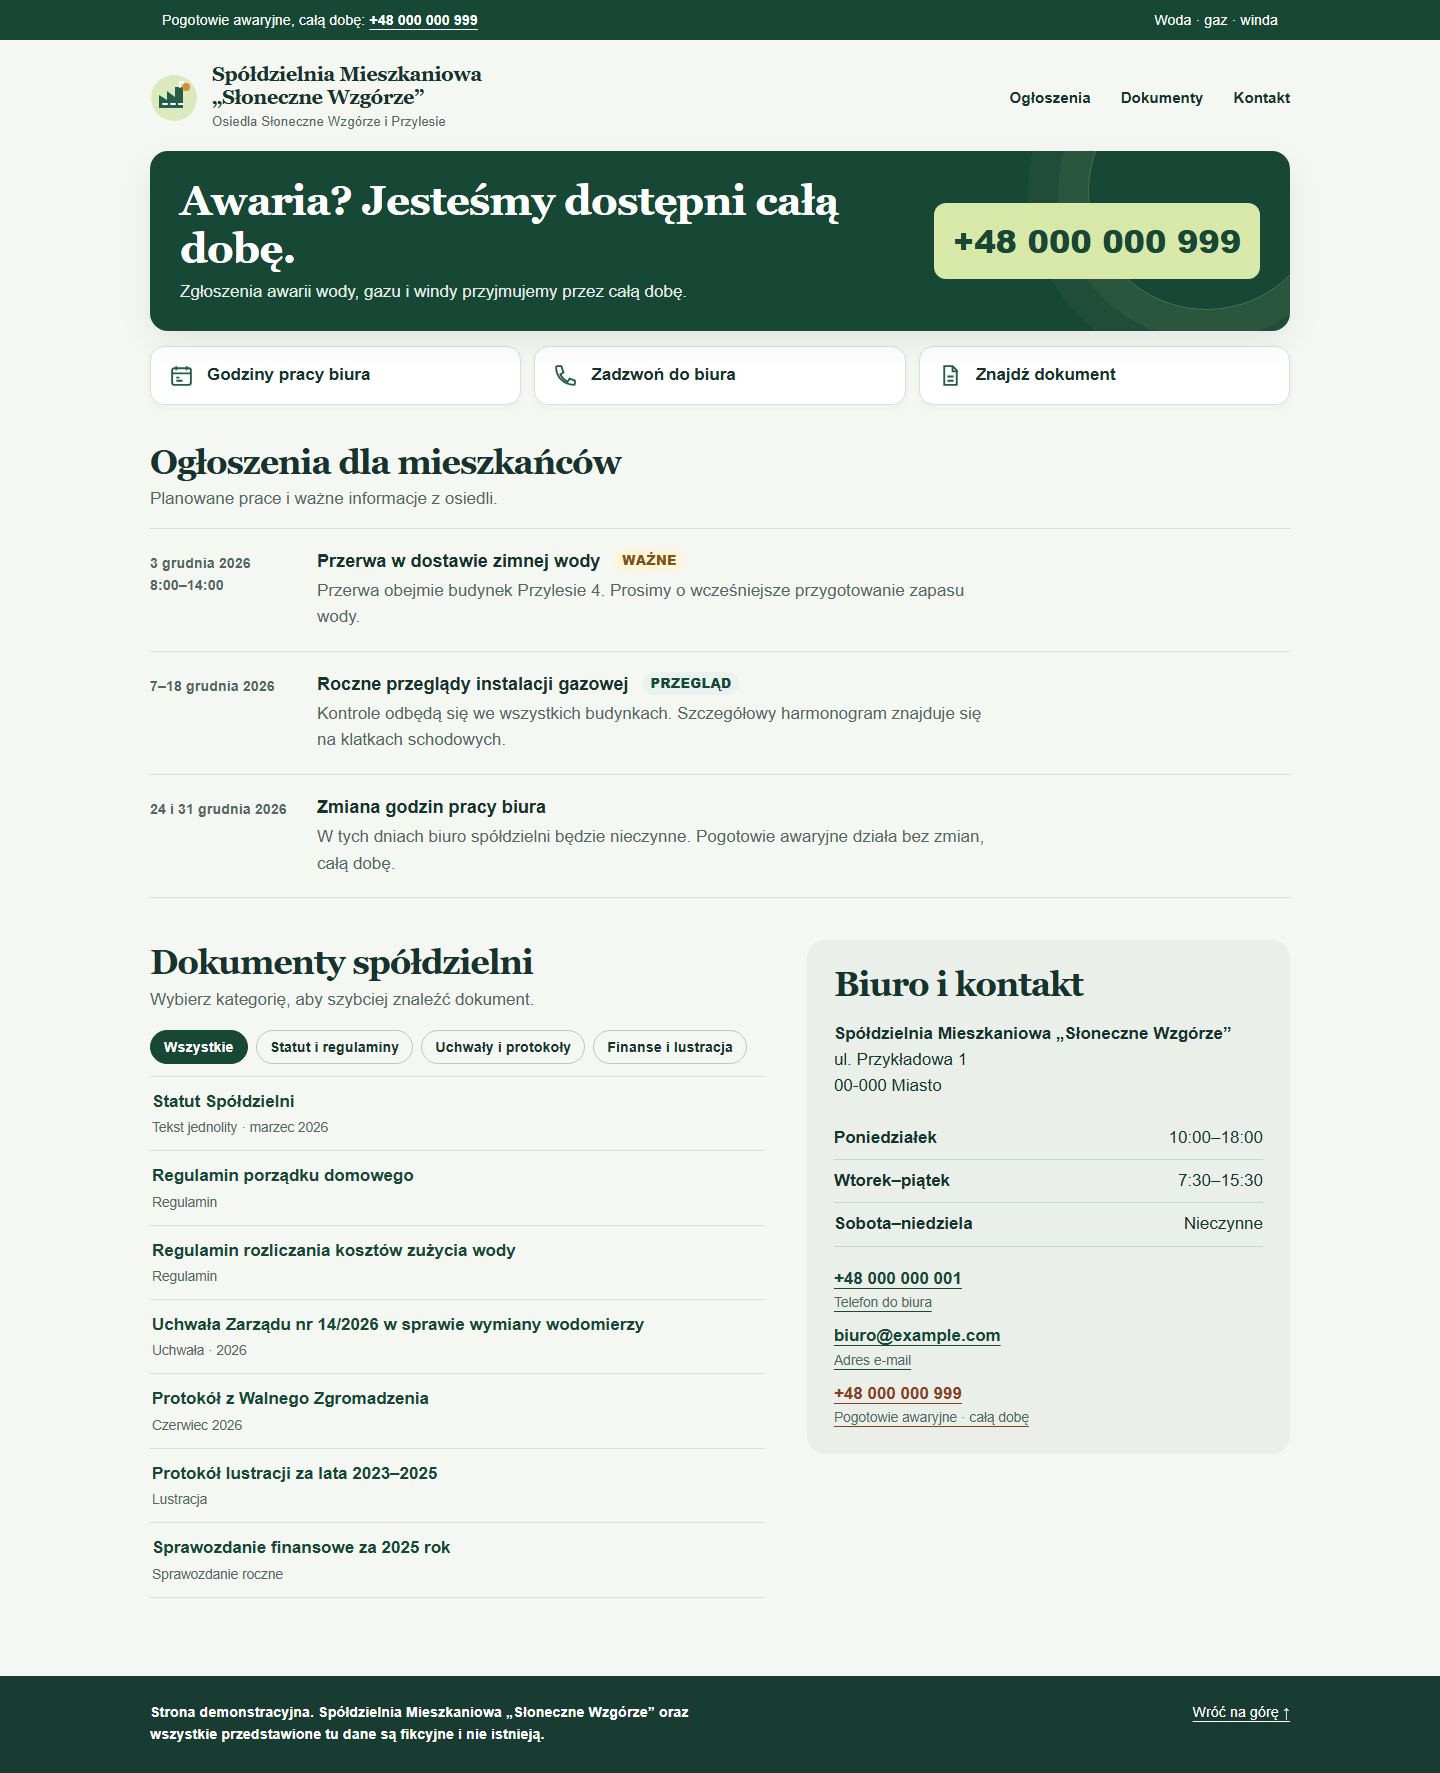 Pogotowie awaryjne, całą dobę: +48 000 000 999
Woda · gaz · winda
Spółdzielnia Mieszkaniowa
„Słoneczne Wzgórze”
Osiedla Słoneczne Wzgórze i Przylesie
Ogłoszenia
Dokumenty
Kontakt
Awaria? Jesteśmy dostępni całą
dobę.
Zgłoszenia awarii wody, gazu i windy przyjmujemy przez całą dobę.
+48 000 000 999
Godziny pracy biura
Zadzwoń do biura
Znajdź dokument
Ogłoszenia dla mieszkańców
Planowane prace i ważne informacje z osiedli.
3 grudnia 2026
8:00–14:00
Przerwa w dostawie zimnej wody
WAŻNE
Przerwa obejmie budynek Przylesie 4. Prosimy o wcześniejsze przygotowanie zapasu
wody.
7–18 grudnia 2026
Roczne przeglądy instalacji gazowej
PRZEGLĄD
Kontrole odbędą się we wszystkich budynkach. Szczegółowy harmonogram znajduje się
na klatkach schodowych.
24 i 31 grudnia 2026
Zmiana godzin pracy biura
W tych dniach biuro spółdzielni będzie nieczynne. Pogotowie awaryjne działa bez zmian,
całą dobę.
Dokumenty spółdzielni
Wybierz kategorię, aby szybciej znaleźć dokument.
Wszystkie
Statut i regulaminy
Uchwały i protokoły
Finanse i lustracja
Statut Spółdzielni
Tekst jednolity · marzec 2026
Regulamin porządku domowego
Regulamin
Regulamin rozliczania kosztów zużycia wody
Regulamin
Uchwała Zarządu nr 14/2026 w sprawie wymiany wodomierzy
Uchwała · 2026
Protokół z Walnego Zgromadzenia
Czerwiec 2026
Protokół lustracji za lata 2023–2025
Lustracja
Sprawozdanie finansowe za 2025 rok
Sprawozdanie roczne
Biuro i kontakt
Spółdzielnia Mieszkaniowa „Słoneczne Wzgórze”
ul. Przykładowa 1
00-000 Miasto
Poniedziałek 10:00–18:00
Wtorek–piątek 7:30–15:30
Sobota–niedziela Nieczynne
+48 000 000 001
Telefon do biura
biuro@example.com
Adres e-mail
+48 000 000 999
Pogotowie awaryjne · całą dobę
Strona demonstracyjna. Spółdzielnia Mieszkaniowa „Słoneczne Wzgórze” oraz
wszystkie przedstawione tu dane są fikcyjne i nie istnieją.
Wróć na górę ↑